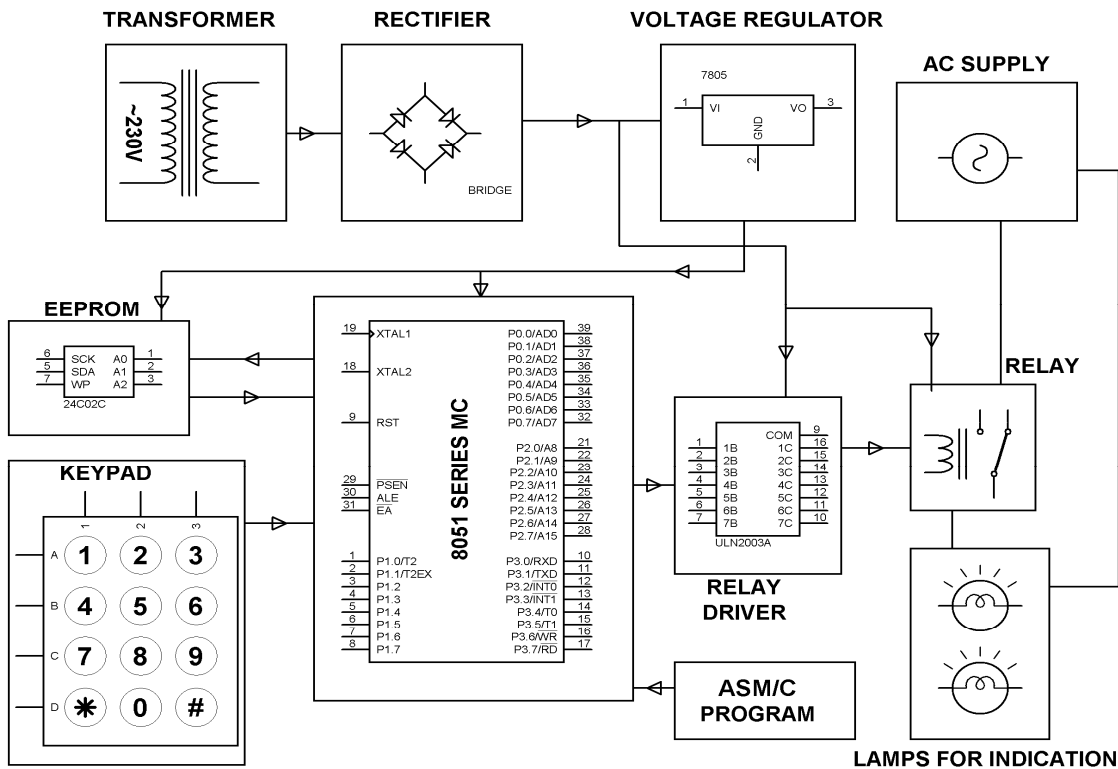 TRANSFORMER
RECTIFIER
VOLTAGE REGULATOR
AC SUPPLY
~230V
BRIDGE
7805
1
VI
VO
3
GND
2
EEPROM
6 SCK A0 1
5 SDA A1 2
7 WP A2 3
24C02C
KEYPAD
1 2 3
A 1 2 3
B 4 5 6
C 7 8 9
D * 0 #
8051 SERIES MC
19 XTAL1 P0.0/AD0 39
P0.1/AD1 38
P0.2/AD2 37
18 XTAL2 P0.3/AD3 36
P0.4/AD4 35
P0.5/AD5 34
P0.6/AD6 33
9 RST P0.7/AD7 32
P2.0/A8 21
P2.1/A9 22
P2.2/A10 23
29 PSEN P2.3/A11 24
30 ALE P2.4/A12 25
31 EA P2.5/A13 26
P2.6/A14 27
P2.7/A15 28
1 P1.0/T2 P3.0/RXD 10
2 P1.1/T2EX P3.1/TXD 11
3 P1.2 P3.2/INT0 12
4 P1.3 P3.3/INT1 13
5 P1.4 P3.4/T0 14
6 P1.5 P3.5/T1 15
7 P1.6 P3.6/WR 16
8 P1.7 P3.7/RD 17
COM 9
1 1B 1C 16
2 2B 2C 15
3 3B 3C 14
4 4B 4C 13
5 5B 5C 12
6 6B 6C 11
7 7B 7C 10
ULN2003A
RELAY
DRIVER
RELAY
ASM/C
PROGRAM
LAMPS FOR INDICATION